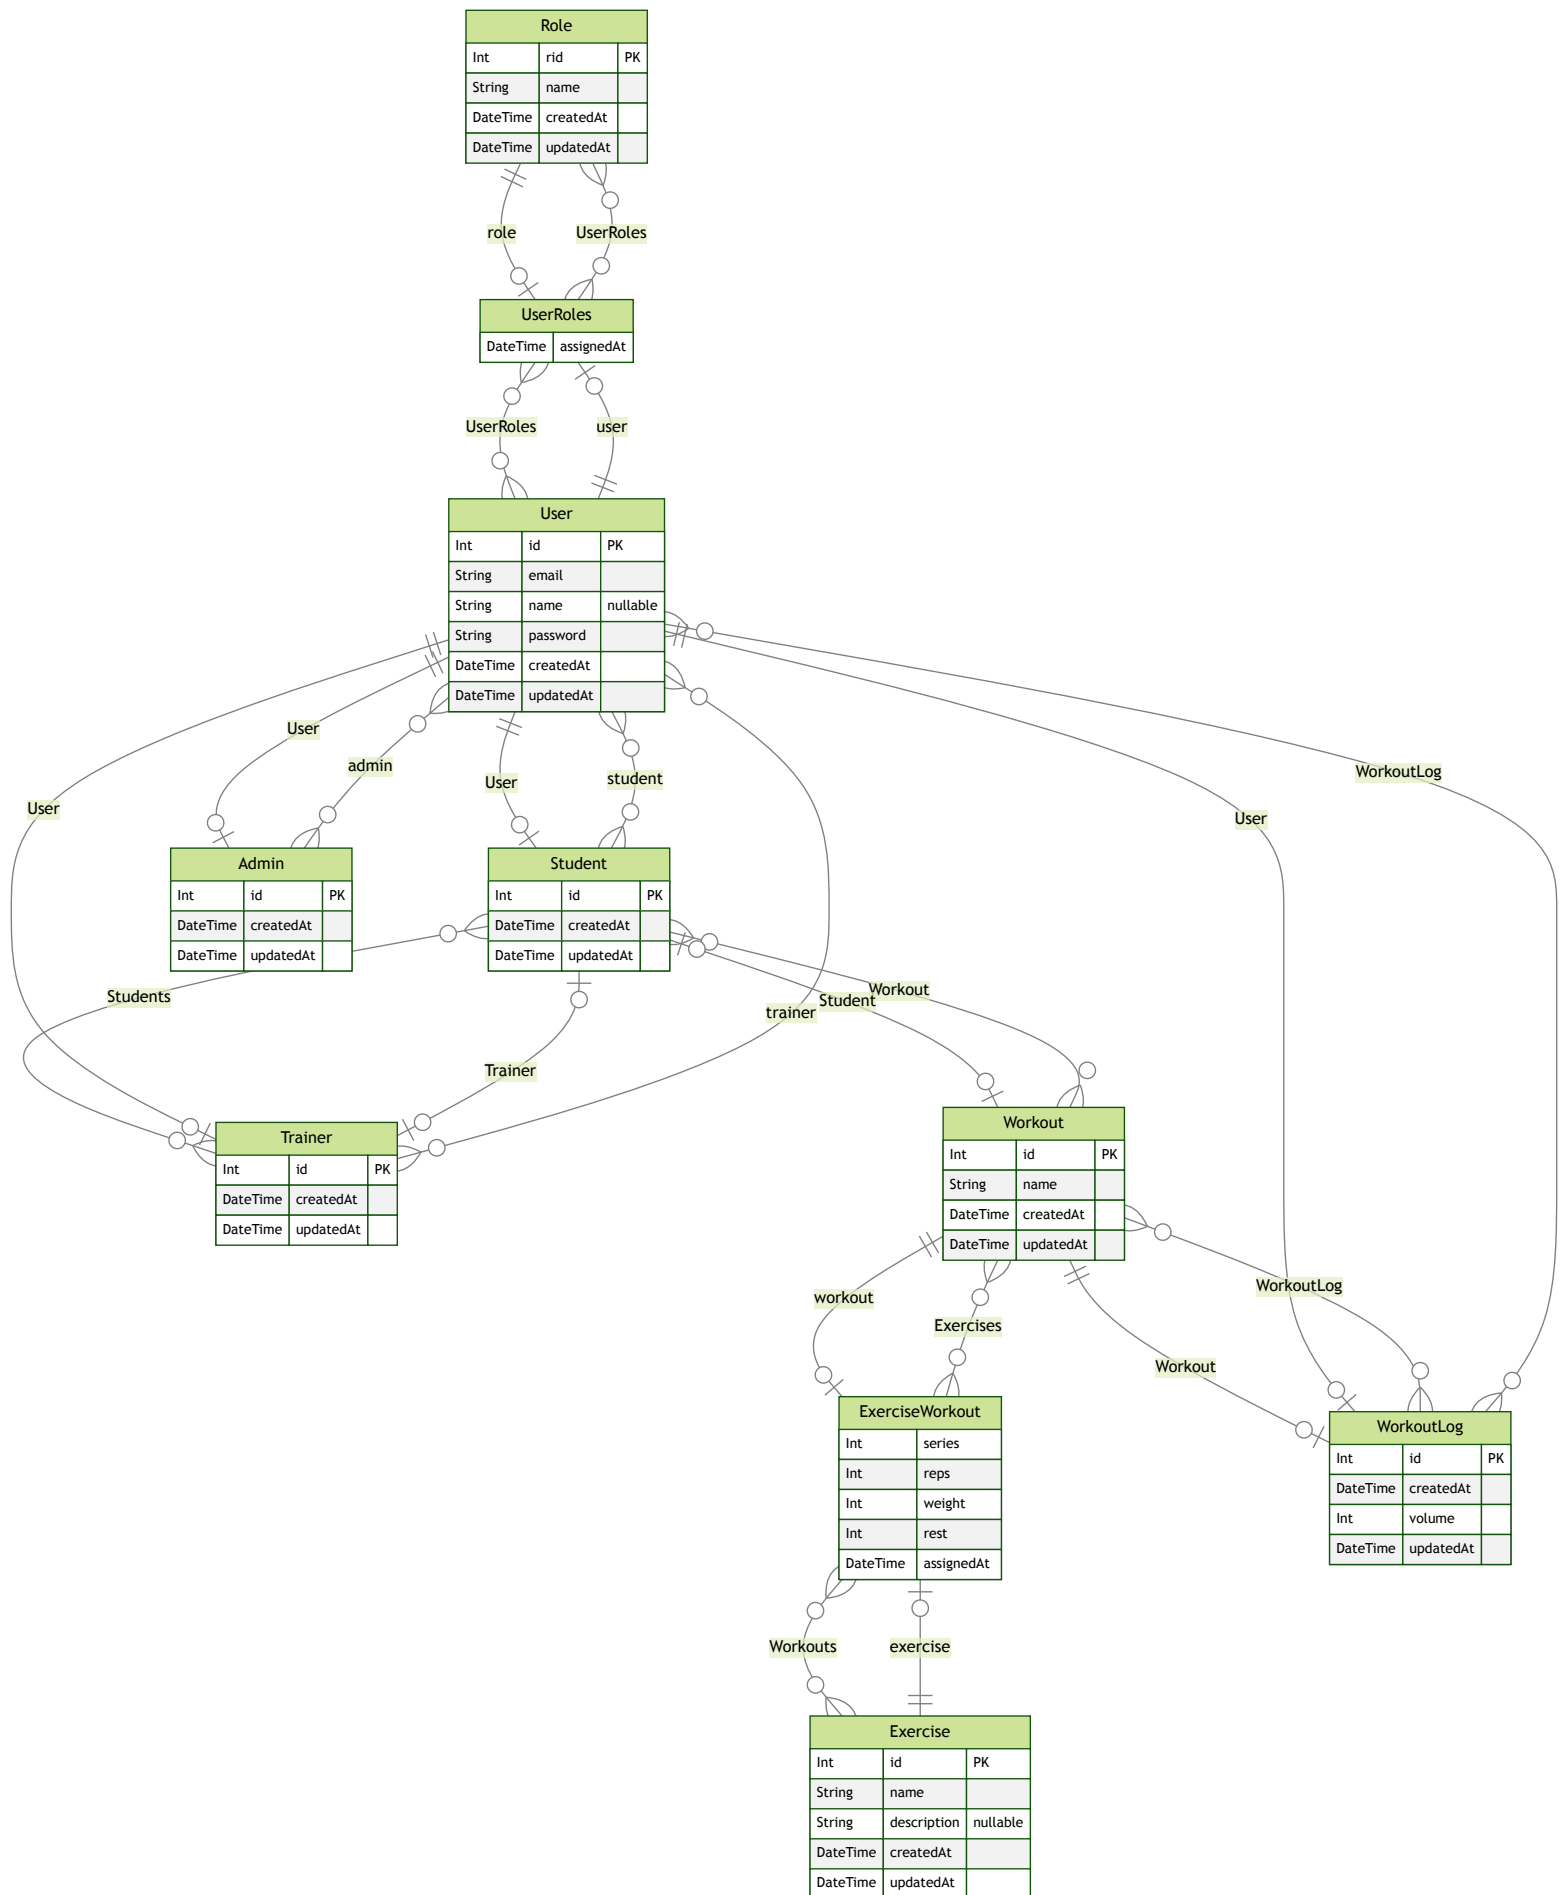 Role
Int rid PK
String name
DateTime createdAt
DateTime updatedAt
role
UserRoles
UserRoles
DateTime assignedAt
UserRoles
user
User
Int id PK
String email
String name nullable
String password
DateTime createdAt
DateTime updatedAt
User
admin
User
student
User
WorkoutLog
User
Admin
Int id PK
DateTime createdAt
DateTime updatedAt
Student
Int id PK
DateTime createdAt
DateTime updatedAt
Students
Workout
Student
trainer
Trainer
Trainer
Int id PK
DateTime createdAt
DateTime updatedAt
Workout
Int id PK
String name
DateTime createdAt
DateTime updatedAt
workout
Exercises
WorkoutLog
Workout
ExerciseWorkout
Int series
Int reps
Int weight
Int rest
DateTime assignedAt
WorkoutLog
Int id PK
DateTime createdAt
Int volume
DateTime updatedAt
Workouts
exercise
Exercise
Int id PK
String name
String description nullable
DateTime createdAt
DateTime updatedAt